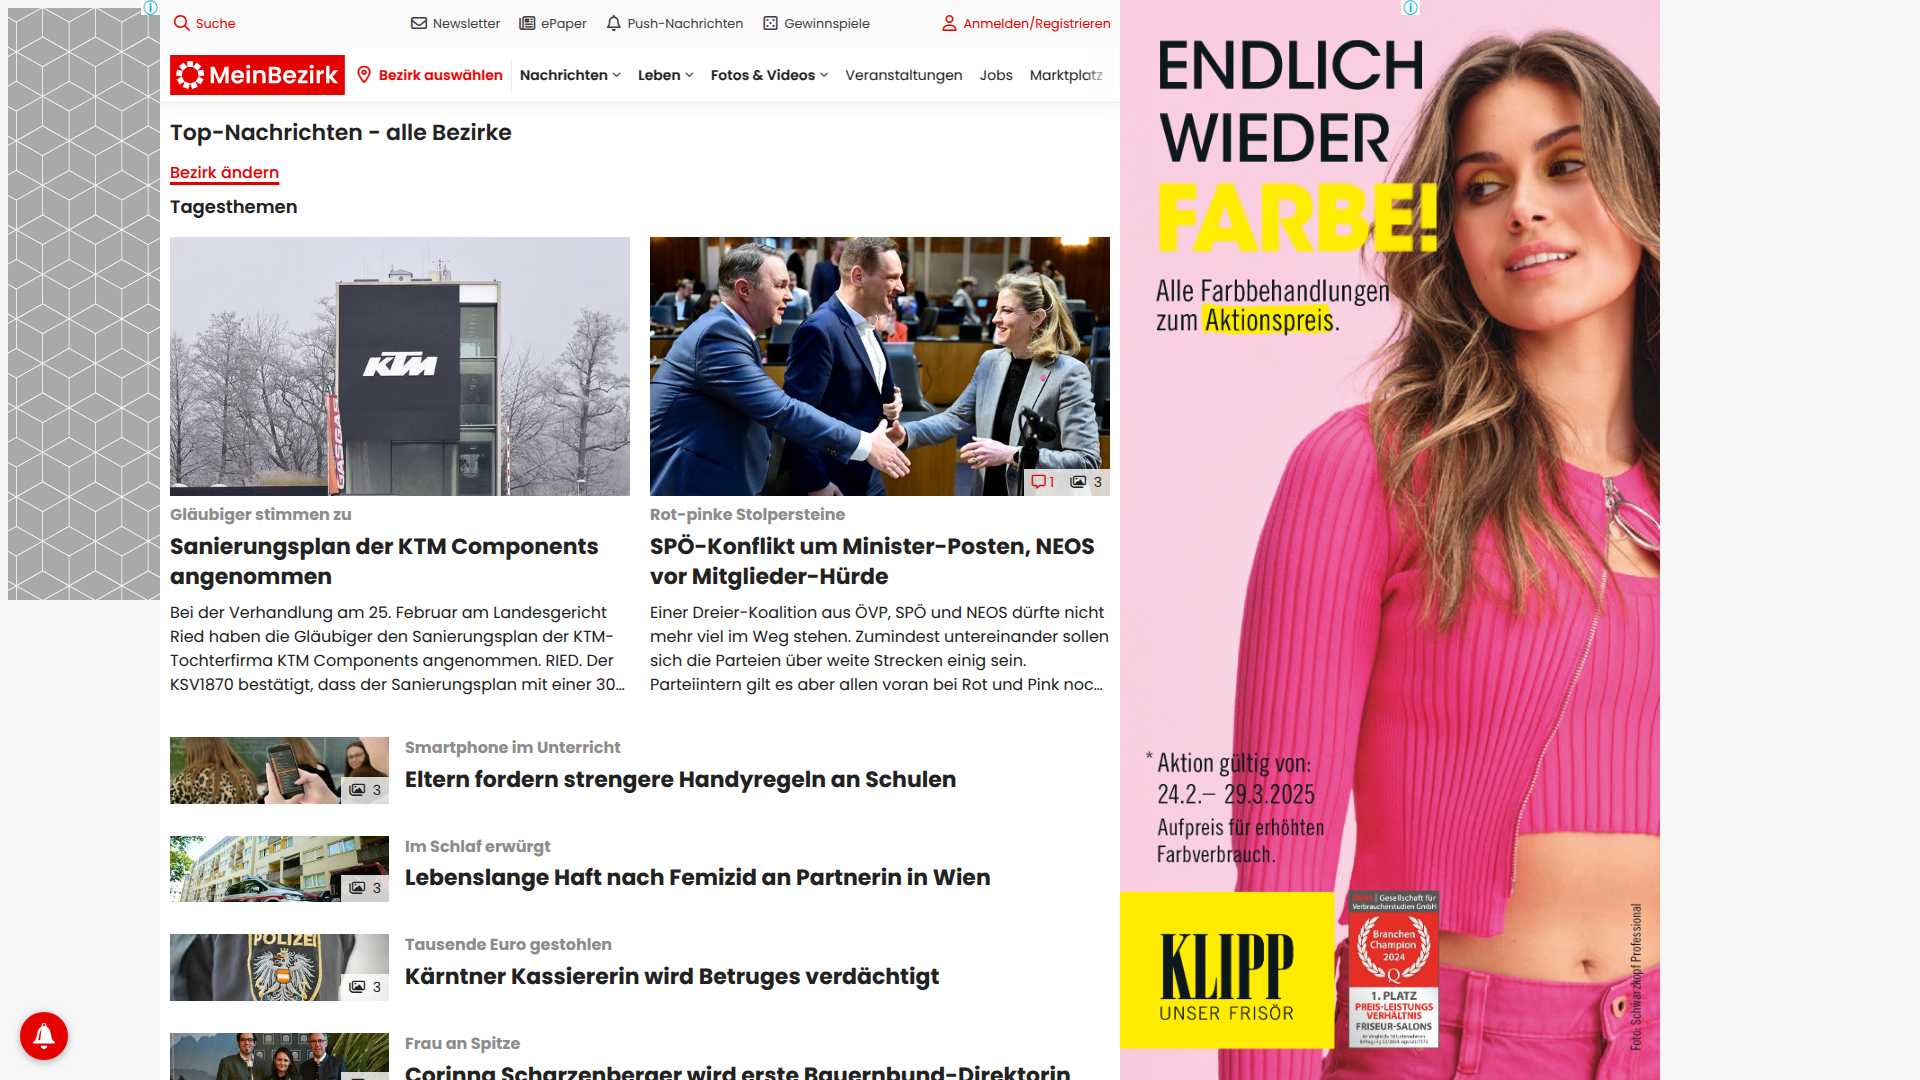 Suche
Newsletter
ePaper
Push-Nachrichten
Gewinnspiele
Anmelden/Registrieren
MeinBezirk
Bezirk auswählen
Nachrichten
Leben
Fotos & Videos
Veranstaltungen
Jobs
Marktplatz
Top-Nachrichten - alle Bezirke
Bezirk ändern
Tagesthemen
KTM
GASGAS
Gläubiger stimmen zu
Sanierungsplan der KTM Components
angenommen
Bei der Verhandlung am 25. Februar am Landesgericht
Ried haben die Gläubiger den Sanierungsplan der KTM-
Tochterfirma KTM Components angenommen. RIED. Der
KSV1870 bestätigt, dass der Sanierungsplan mit einer 30...
1
3
Rot-pinke Stolpersteine
SPÖ-Konflikt um Minister-Posten, NEOS
vor Mitglieder-Hürde
Einer Dreier-Koalition aus ÖVP, SPÖ und NEOS dürfte nicht
mehr viel im Weg stehen. Zumindest untereinander sollen
sich die Parteien über weite Strecken einig sein.
Parteiintern gilt es aber allen voran bei Rot und Pink noc...
3
Smartphone im Unterricht
Eltern fordern strengere Handyregeln an Schulen
3
Im Schlaf erwürgt
Lebenslange Haft nach Femizid an Partnerin in Wien
POLIZEI
3
Tausende Euro gestohlen
Kärntner Kassiererin wird Betruges verdächtigt
Frau an Spitze
Corinna Scharzenberger wird erste Bauernbund-Direktorin
ENDLICH
WIEDER
FARBE!
Alle Farbbehandlungen
zum Aktionspreis.
* Aktion gültig von:
24.2.– 29.3.2025
Aufpreis für erhöhten
Farbverbrauch.
KLIPP
UNSER FRISÖR
Gesellschaft für
Verbraucherstudien GmbH
Branchen
Champion
2024
1. PLATZ
PREIS-LEISTUNGS
VERHÄLTNIS
FRISEUR-SALONS
Foto: Schwarzkopf Professional